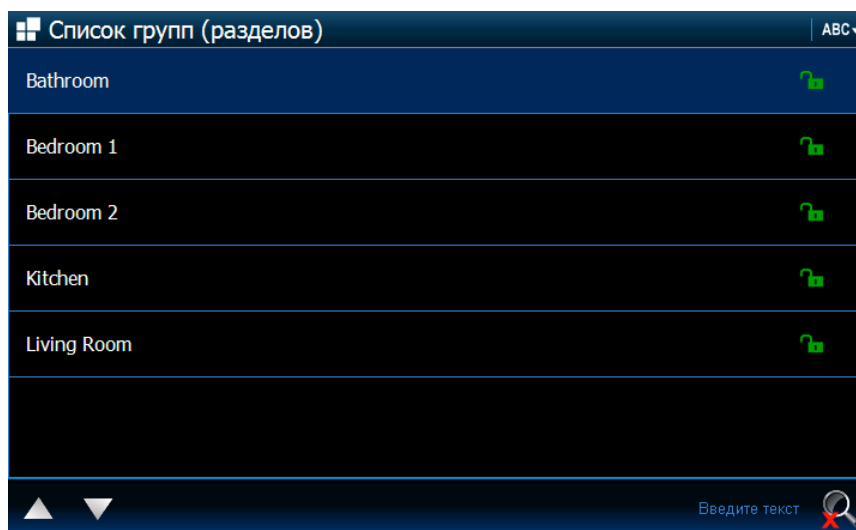 Список групп (разделов)
ABC
Bathroom
Bedroom 1
Bedroom 2
Kitchen
Living Room
Введите текст